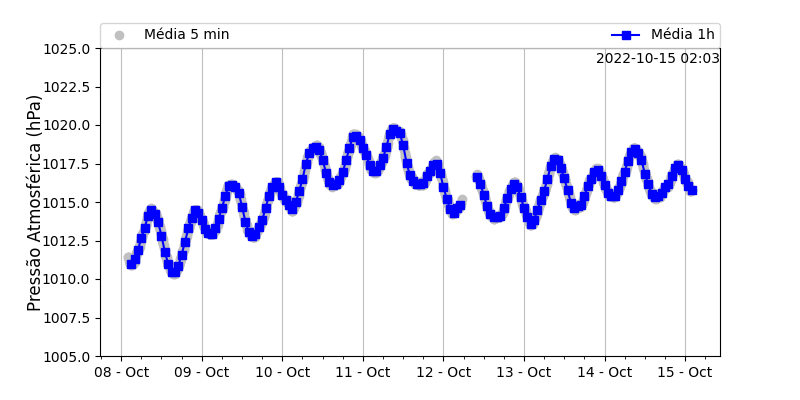 Média 5 min
Média 1h
2022-10-15 02:03
Pressão Atmosférica (hPa)
1025.0
1022.5
1020.0
1017.5
1015.0
1012.5
1010.0
1007.5
1005.0
08 - Oct
09 - Oct
10 - Oct
11 - Oct
12 - Oct
13 - Oct
14 - Oct
15 - Oct